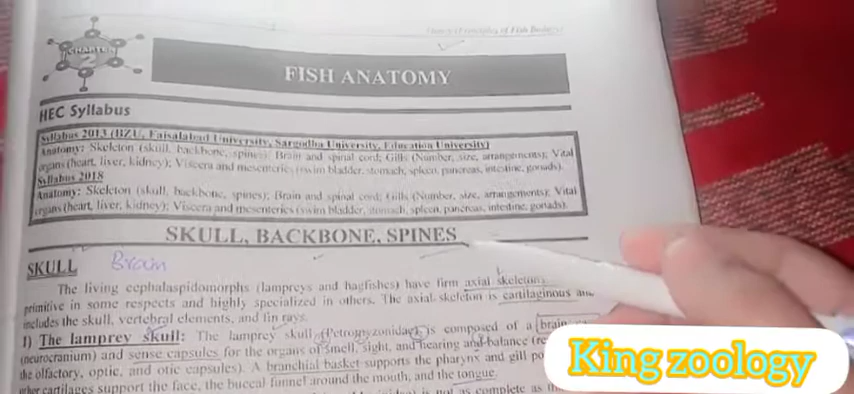 CHAPTER
2
FISH ANATOMY
HEC Syllabus
Syllabus 2013 (BZU, Faisalabad University, Sargodha University, Education University)
Anatomy: Skeleton (skull, backbone, spines); Brain and spinal cord; Gills (Number, size, arrangements); Vital
organs (heart, liver, kidney); Viscera and mesenteries (swim bladder, stomach, spleen, pancreas, intestine, gonads).
Syllabus 2018
Anatomy: Skeleton (skull, backbone, spines); Brain and spinal cord; Gills (Number, size, arrangements); Vital
organs (heart, liver, kidney); Viscera and mesenteries (swim bladder, stomach, spleen, pancreas, intestine, gonads).
SKULL, BACKBONE, SPINES
SKULL Brain
The living cephalaspidomorphs (lampreys and hagfishes) have firm axial skeleton
primitive in some respects and highly specialized in others. The axial skeleton is cartilaginous and
includes the skull, vertebral elements, and fin rays.
1) The lamprey skull: The lamprey skull (Petromyzonidae) is composed of a brain
(neurocranium) and sense capsules for the organs of smell, sight, and hearing and balance
the olfactory, optic, and otic capsules). A branchial basket supports the pharynx and gill
other cartilages support the face, the buccal funnel around the mouth, and the tongue.
is not as complete as
King zoology